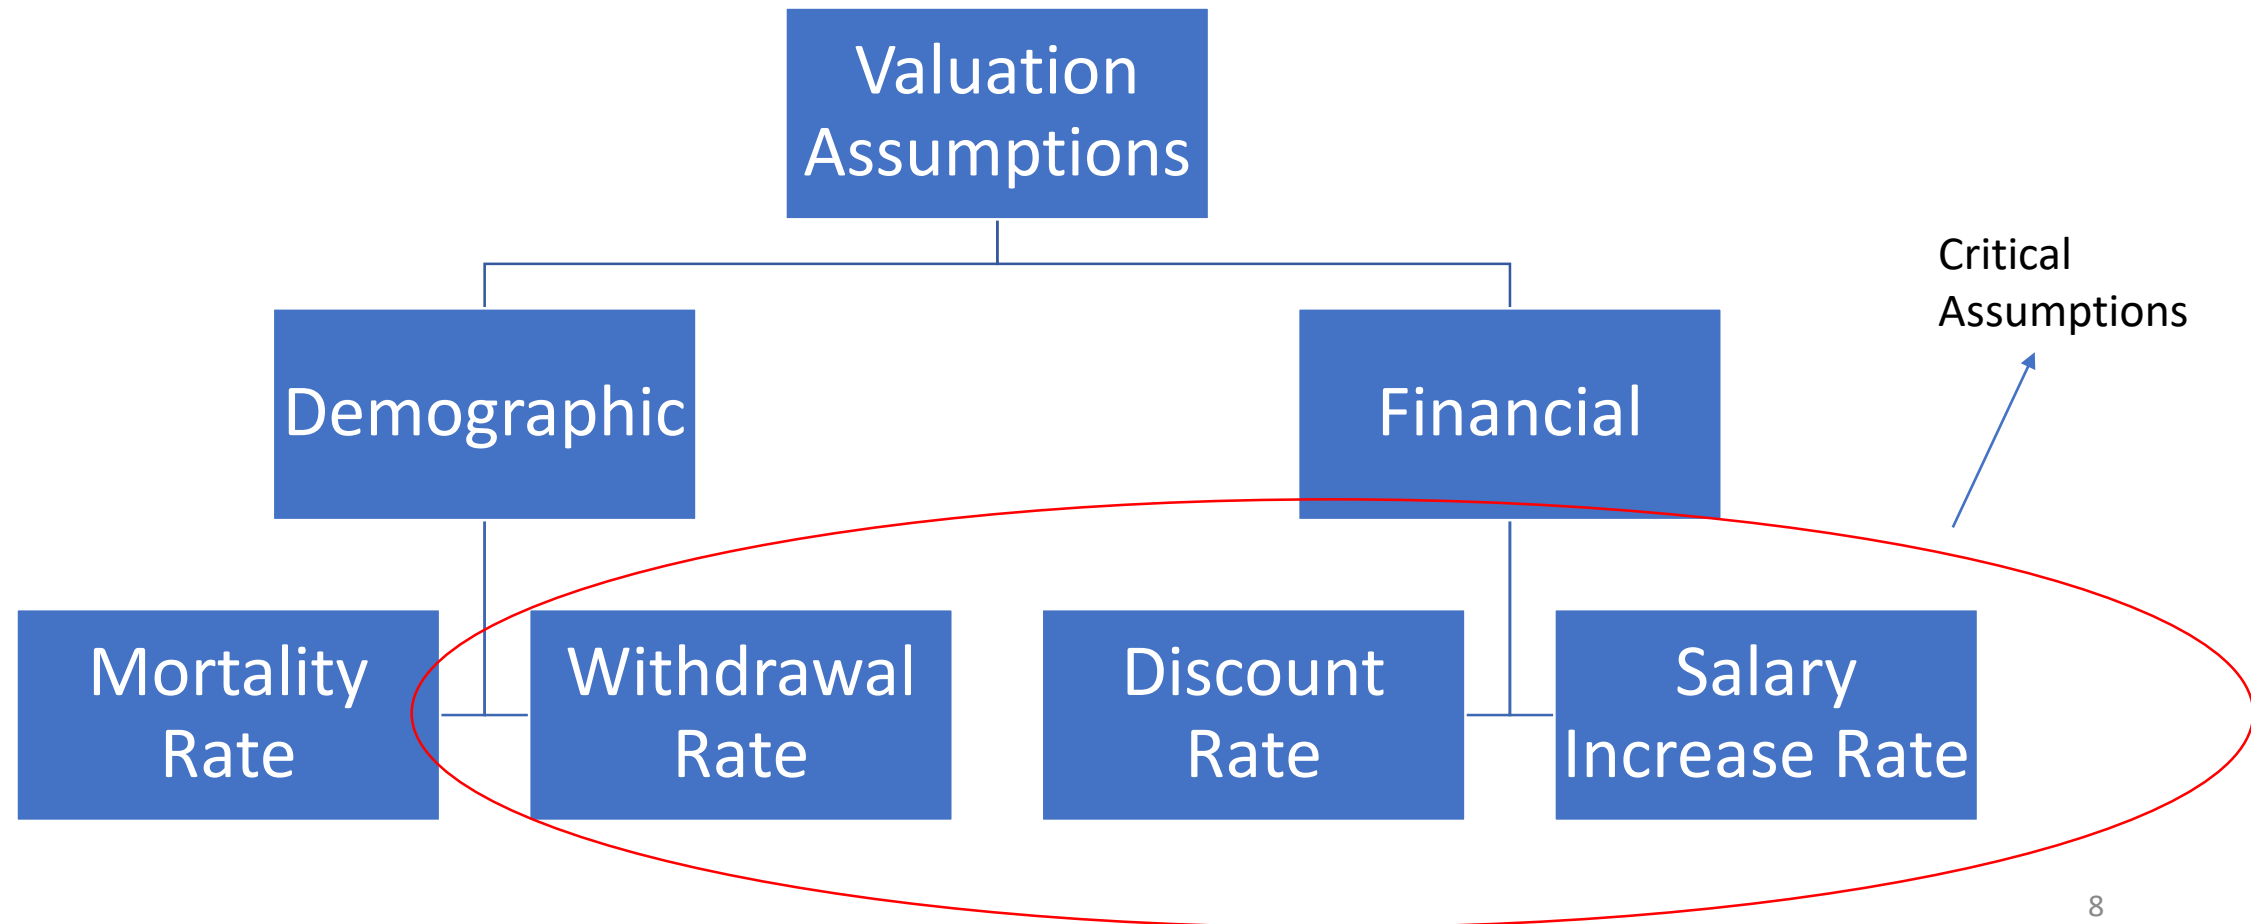 Valuation
Assumptions
Critical
Assumptions
Demographic
Financial
Mortality
Rate
Withdrawal
Rate
Discount
Rate
Salary
Increase Rate
8